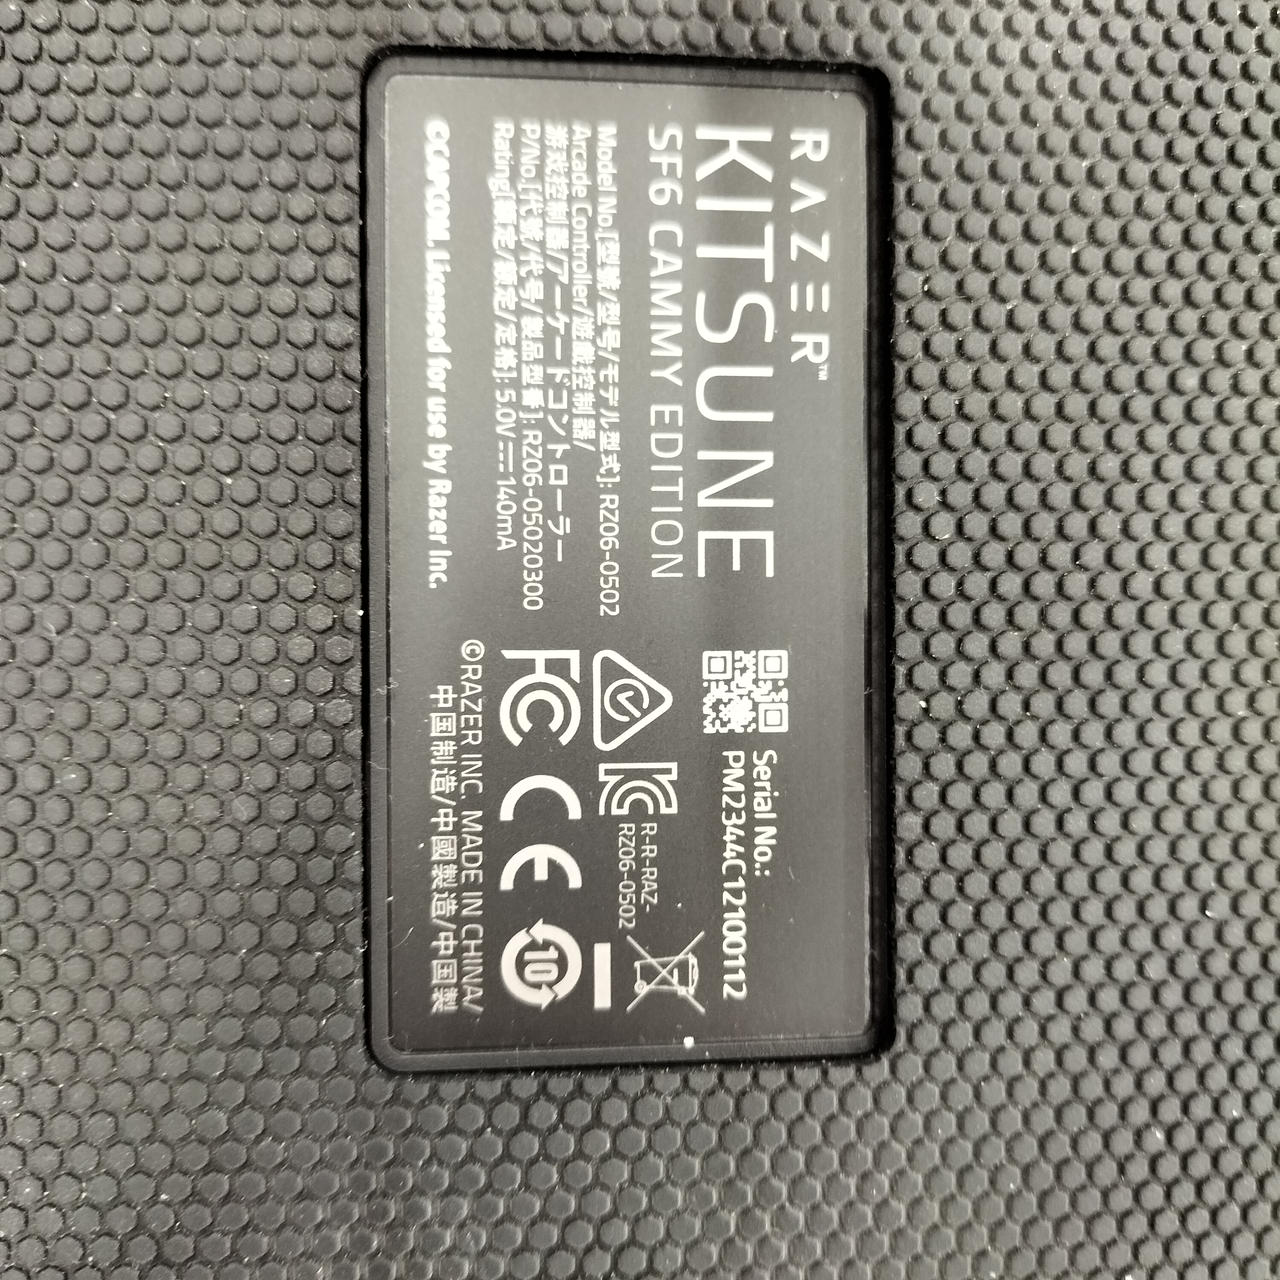 RAZER™
KITSUNE
SF6 CAMMY EDITION
Model No.[型號/型号/モデル型式]: RZ06-0502
Arcade Controller/遊戲控制器/
游戏控制器/アーケードコントローラー
P/No.[代號/代号/製品型番]: RZ06-05020300
Rating[額定/额定/定格]: 5.0V⎓140mA
©CAPCOM. Licensed for use by Razer Inc.
Serial No.:
PM2344C12100112
R-R-RAZ-
RZ06-0502
FC CE 10
©RAZER INC. MADE IN CHINA/
中国制造/中國製造/中国製